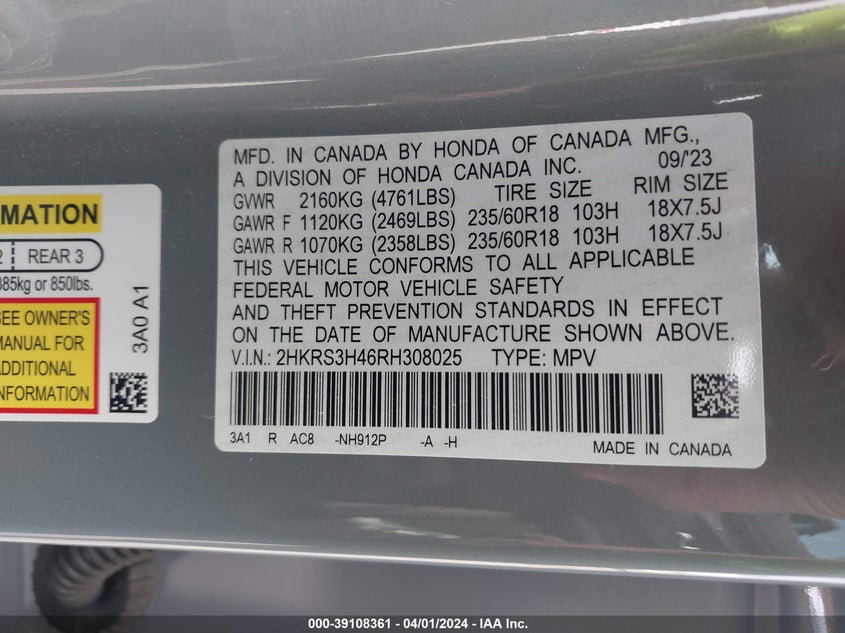 MATION
2 REAR 3
385kg or 850lbs.
SEE OWNER'S
MANUAL FOR
ADDITIONAL
INFORMATION
3A0 A1
MFD. IN CANADA BY HONDA OF CANADA MFG.,
A DIVISION OF HONDA CANADA INC. 09/'23
GVWR 2160KG (4761LBS) TIRE SIZE RIM SIZE
GAWR F 1120KG (2469LBS) 235/60R18 103H 18X7.5J
GAWR R 1070KG (2358LBS) 235/60R18 103H 18X7.5J
THIS VEHICLE CONFORMS TO ALL APPLICABLE
FEDERAL MOTOR VEHICLE SAFETY
AND THEFT PREVENTION STANDARDS IN EFFECT
ON THE DATE OF MANUFACTURE SHOWN ABOVE.
V.I.N.: 2HKRS3H46RH308025 TYPE: MPV
3A1 R AC8 -NH912P -A -H
MADE IN CANADA
000-39108361 - 04/01/2024 - IAA Inc.